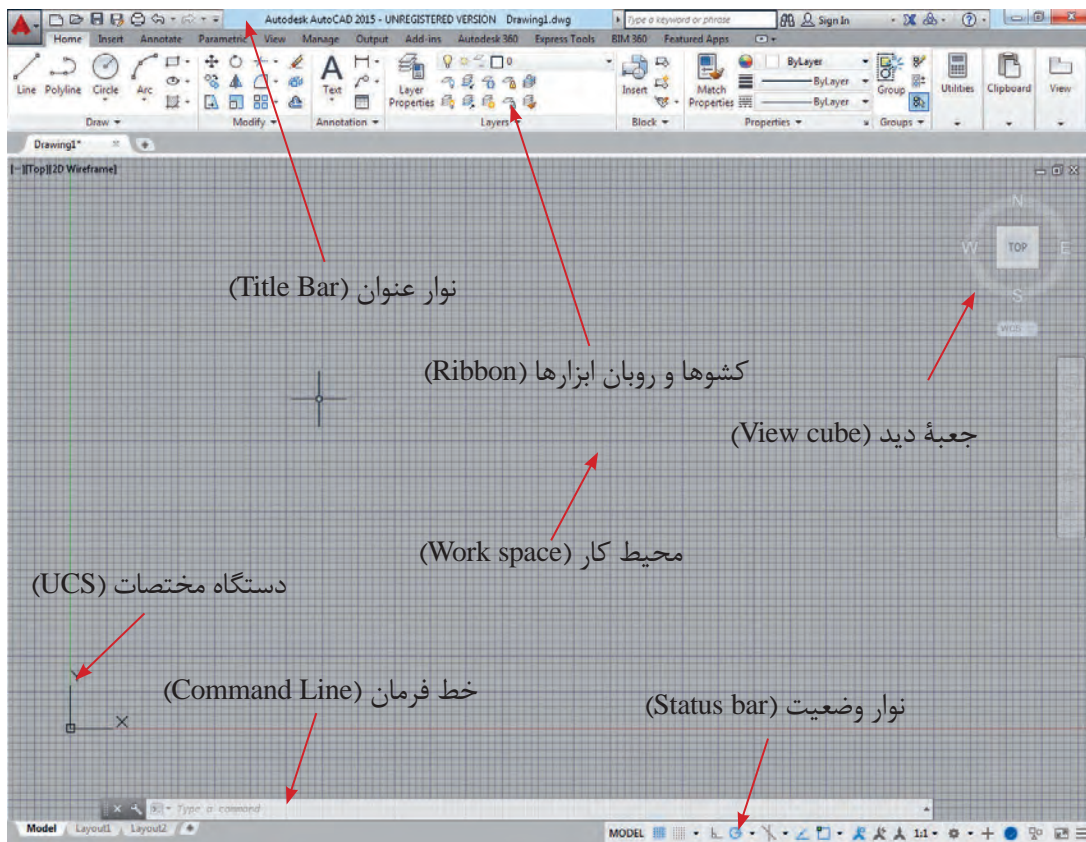 Autodesk AutoCAD 2015 - UNREGISTERED VERSION Drawing1.dwg
Type a keyword or phrase
Sign In
Home Insert Annotate Parametric View Manage Output Add-ins Autodesk 360 Express Tools BIM 360 Featured Apps
Line Polyline Circle Arc
Text
Layer Properties
0
Insert
Match Properties
ByLayer
ByLayer
ByLayer
Group
Utilities
Clipboard
View
Draw Modify Annotation Layers Block Properties Groups
Drawing1*
[−][Top][2D Wireframe]
N
W TOP E
S
WCS
نوار عنوان (Title Bar)
کشوها و روبان ابزارها (Ribbon)
جعبهٔ دید (View cube)
محیط کار (Work space)
دستگاه مختصات (UCS)
Y
X
خط فرمان (Command Line)
نوار وضعیت (Status bar)
Type a command
Model Layout1 Layout2
MODEL 1:1